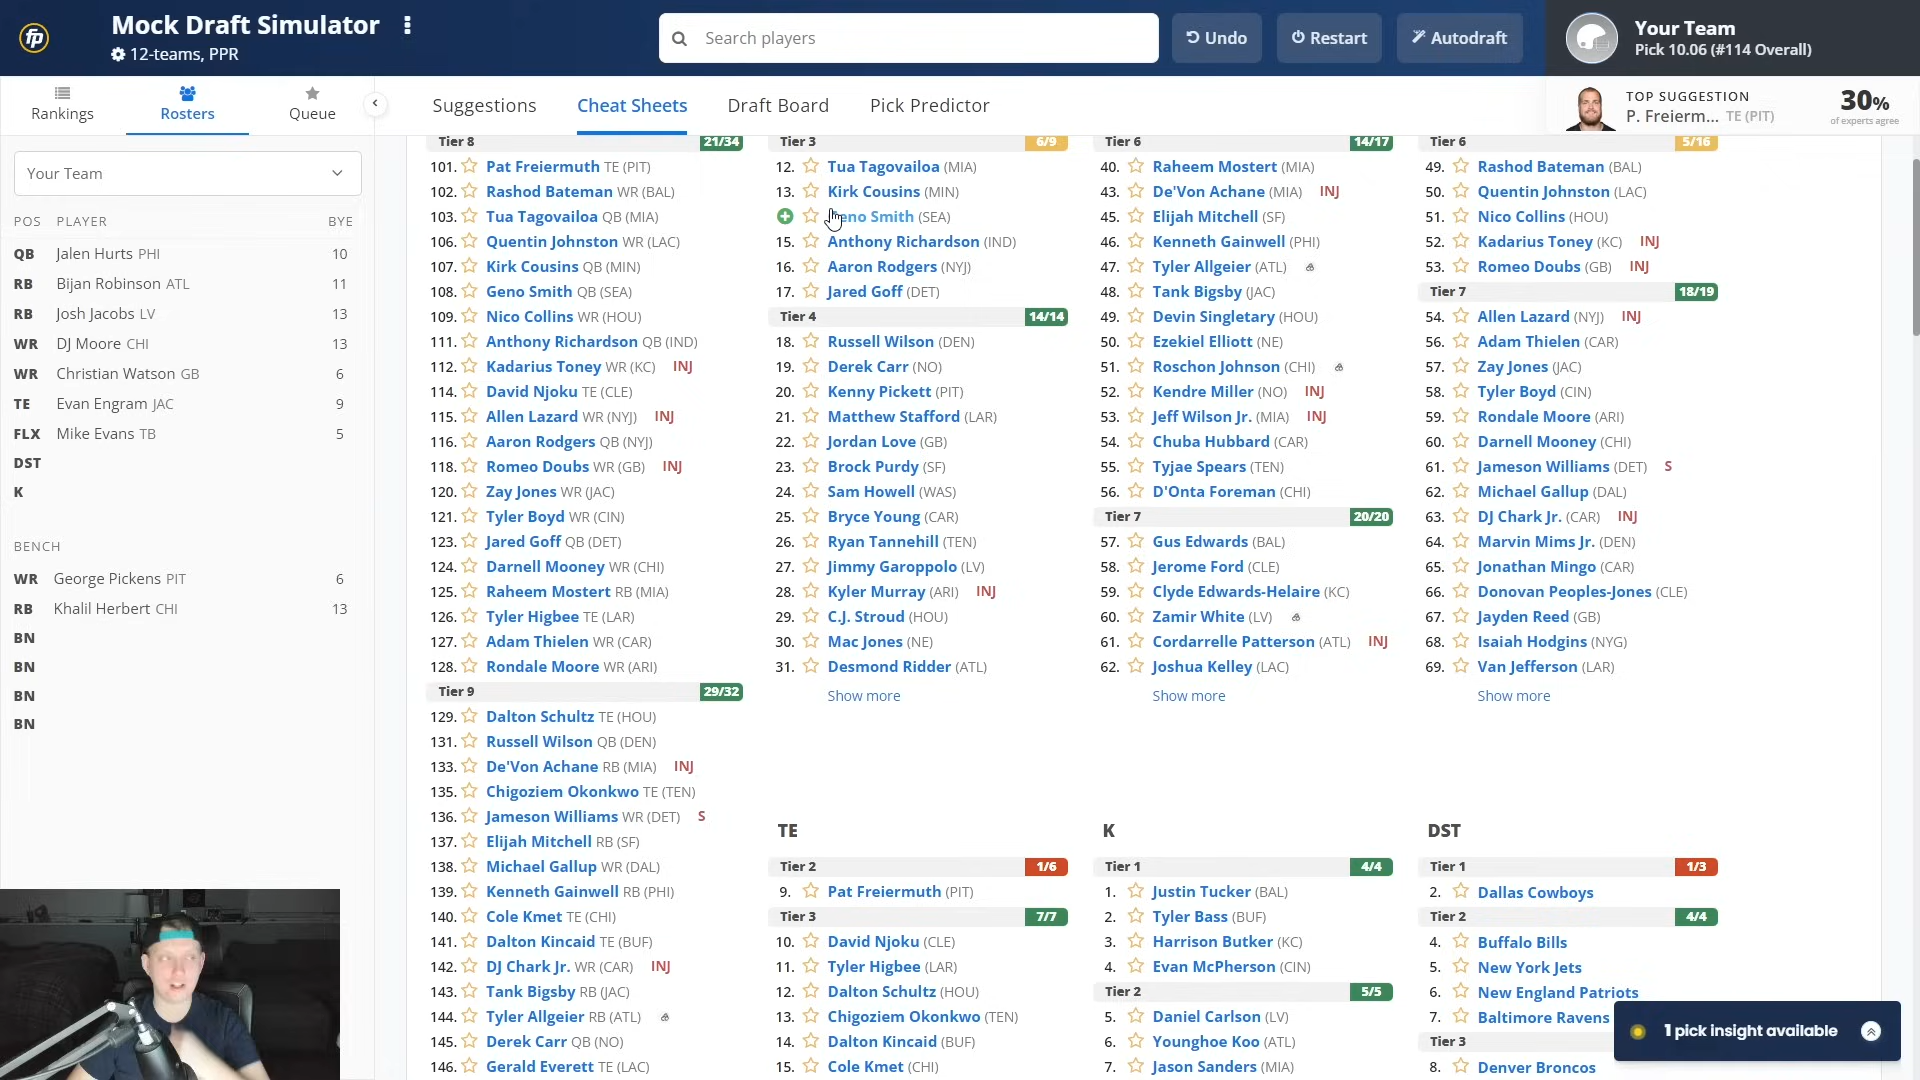 fp
Mock Draft Simulator
12-teams, PPR
Search players
Undo
Restart
Autodraft
Your Team
Pick 10.06 (#114 Overall)
Rankings
Rosters
Queue
Suggestions
Cheat Sheets
Draft Board
Pick Predictor
TOP SUGGESTION
P. Freierm... TE (PIT)
30%
of experts agree
Your Team
POS PLAYER BYE
QB Jalen Hurts PHI 10
RB Bijan Robinson ATL 11
RB Josh Jacobs LV 13
WR DJ Moore CHI 13
WR Christian Watson GB 6
TE Evan Engram JAC 9
FLX Mike Evans TB 5
DST
K
BENCH
WR George Pickens PIT 6
RB Khalil Herbert CHI 13
BN
BN
BN
BN
Tier 8 21/34
101. Pat Freiermuth TE (PIT)
102. Rashod Bateman WR (BAL)
103. Tua Tagovailoa QB (MIA)
106. Quentin Johnston WR (LAC)
107. Kirk Cousins QB (MIN)
108. Geno Smith QB (SEA)
109. Nico Collins WR (HOU)
111. Anthony Richardson QB (IND)
112. Kadarius Toney WR (KC) INJ
114. David Njoku TE (CLE)
115. Allen Lazard WR (NYJ) INJ
116. Aaron Rodgers QB (NYJ)
118. Romeo Doubs WR (GB) INJ
120. Zay Jones WR (JAC)
121. Tyler Boyd WR (CIN)
123. Jared Goff QB (DET)
124. Darnell Mooney WR (CHI)
125. Raheem Mostert RB (MIA)
126. Tyler Higbee TE (LAR)
127. Adam Thielen WR (CAR)
128. Rondale Moore WR (ARI)
Tier 9 29/32
129. Dalton Schultz TE (HOU)
131. Russell Wilson QB (DEN)
133. De'Von Achane RB (MIA) INJ
135. Chigoziem Okonkwo TE (TEN)
136. Jameson Williams WR (DET) S
137. Elijah Mitchell RB (SF)
138. Michael Gallup WR (DAL)
139. Kenneth Gainwell RB (PHI)
140. Cole Kmet TE (CHI)
141. Dalton Kincaid TE (BUF)
142. DJ Chark Jr. WR (CAR) INJ
143. Tank Bigsby RB (JAC)
144. Tyler Allgeier RB (ATL)
145. Derek Carr QB (NO)
146. Gerald Everett TE (LAC)
Tier 3 6/9
12. Tua Tagovailoa (MIA)
13. Kirk Cousins (MIN)
eno Smith (SEA)
15. Anthony Richardson (IND)
16. Aaron Rodgers (NYJ)
17. Jared Goff (DET)
Tier 4 14/14
18. Russell Wilson (DEN)
19. Derek Carr (NO)
20. Kenny Pickett (PIT)
21. Matthew Stafford (LAR)
22. Jordan Love (GB)
23. Brock Purdy (SF)
24. Sam Howell (WAS)
25. Bryce Young (CAR)
26. Ryan Tannehill (TEN)
27. Jimmy Garoppolo (LV)
28. Kyler Murray (ARI) INJ
29. C.J. Stroud (HOU)
30. Mac Jones (NE)
31. Desmond Ridder (ATL)
Show more
Tier 6 14/17
40. Raheem Mostert (MIA)
43. De'Von Achane (MIA) INJ
45. Elijah Mitchell (SF)
46. Kenneth Gainwell (PHI)
47. Tyler Allgeier (ATL)
48. Tank Bigsby (JAC)
49. Devin Singletary (HOU)
50. Ezekiel Elliott (NE)
51. Roschon Johnson (CHI)
52. Kendre Miller (NO) INJ
53. Jeff Wilson Jr. (MIA) INJ
54. Chuba Hubbard (CAR)
55. Tyjae Spears (TEN)
56. D'Onta Foreman (CHI)
Tier 7 20/20
57. Gus Edwards (BAL)
58. Jerome Ford (CLE)
59. Clyde Edwards-Helaire (KC)
60. Zamir White (LV)
61. Cordarrelle Patterson (ATL) INJ
62. Joshua Kelley (LAC)
Show more
Tier 6 5/16
49. Rashod Bateman (BAL)
50. Quentin Johnston (LAC)
51. Nico Collins (HOU)
52. Kadarius Toney (KC) INJ
53. Romeo Doubs (GB) INJ
Tier 7 18/19
54. Allen Lazard (NYJ) INJ
56. Adam Thielen (CAR)
57. Zay Jones (JAC)
58. Tyler Boyd (CIN)
59. Rondale Moore (ARI)
60. Darnell Mooney (CHI)
61. Jameson Williams (DET) S
62. Michael Gallup (DAL)
63. DJ Chark Jr. (CAR) INJ
64. Marvin Mims Jr. (DEN)
65. Jonathan Mingo (CAR)
66. Donovan Peoples-Jones (CLE)
67. Jayden Reed (GB)
68. Isaiah Hodgins (NYG)
69. Van Jefferson (LAR)
Show more
TE
Tier 2 1/6
9. Pat Freiermuth (PIT)
Tier 3 7/7
10. David Njoku (CLE)
11. Tyler Higbee (LAR)
12. Dalton Schultz (HOU)
13. Chigoziem Okonkwo (TEN)
14. Dalton Kincaid (BUF)
15. Cole Kmet (CHI)
K
Tier 1 4/4
1. Justin Tucker (BAL)
2. Tyler Bass (BUF)
3. Harrison Butker (KC)
4. Evan McPherson (CIN)
Tier 2 5/5
5. Daniel Carlson (LV)
6. Younghoe Koo (ATL)
7. Jason Sanders (MIA)
DST
Tier 1 1/3
2. Dallas Cowboys
Tier 2 4/4
4. Buffalo Bills
5. New York Jets
6. New England Patriots
7. Baltimore Ravens
Tier 3
8. Denver Broncos
1 pick insight available